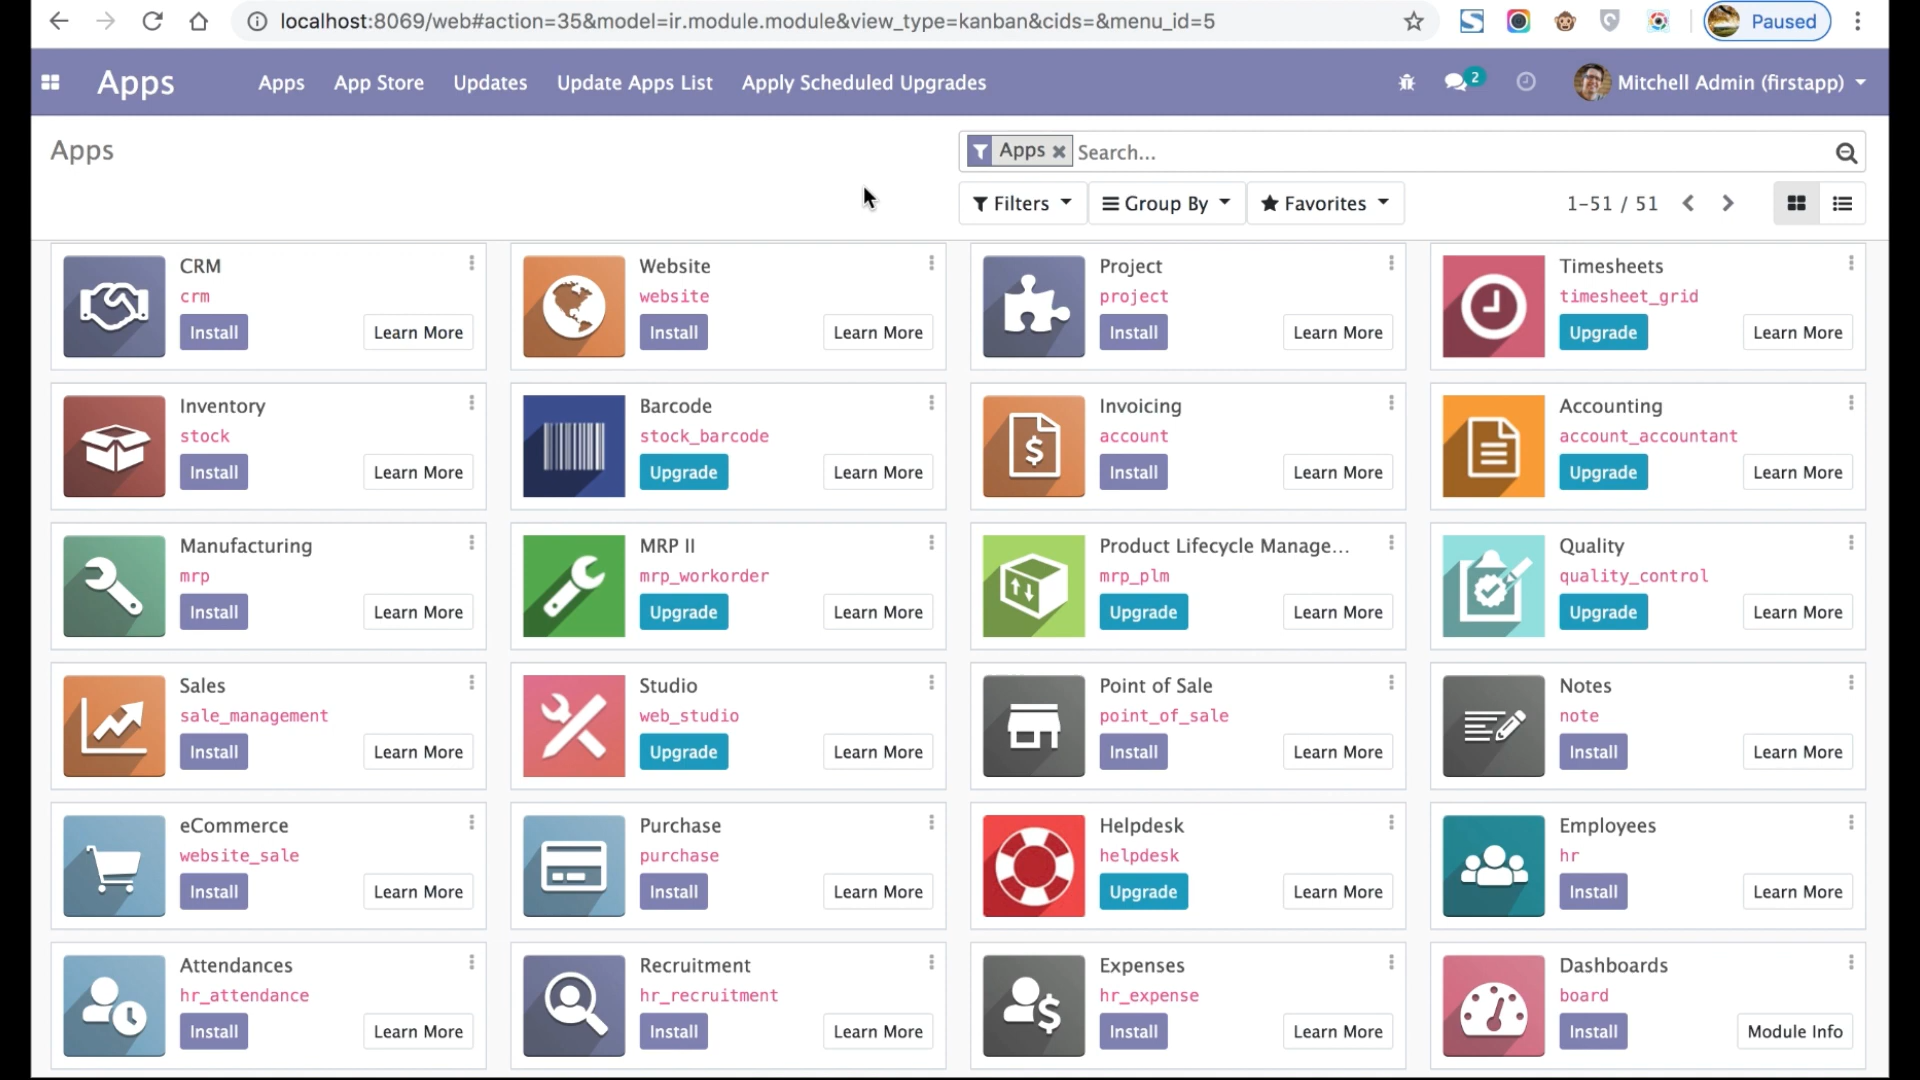 localhost:8069/web#action=35&model=ir.module.module&view_type=kanban&cids=&menu_id=5
Paused
Apps
Apps
App Store
Updates
Update Apps List
Apply Scheduled Upgrades
2
Mitchell Admin (firstapp)
Apps
Apps
Search...
Filters
Group By
Favorites
1-51 / 51
CRM
crm
Install
Learn More
Website
website
Install
Learn More
Project
project
Install
Learn More
Timesheets
timesheet_grid
Upgrade
Learn More
Inventory
stock
Install
Learn More
Barcode
stock_barcode
Upgrade
Learn More
Invoicing
account
Install
Learn More
Accounting
account_accountant
Upgrade
Learn More
Manufacturing
mrp
Install
Learn More
MRP II
mrp_workorder
Upgrade
Learn More
Product Lifecycle Manage...
mrp_plm
Upgrade
Learn More
Quality
quality_control
Upgrade
Learn More
Sales
sale_management
Install
Learn More
Studio
web_studio
Upgrade
Learn More
Point of Sale
point_of_sale
Install
Learn More
Notes
note
Install
Learn More
eCommerce
website_sale
Install
Learn More
Purchase
purchase
Install
Learn More
Helpdesk
helpdesk
Upgrade
Learn More
Employees
hr
Install
Learn More
Attendances
hr_attendance
Install
Learn More
Recruitment
hr_recruitment
Install
Learn More
Expenses
hr_expense
Install
Learn More
Dashboards
board
Install
Module Info